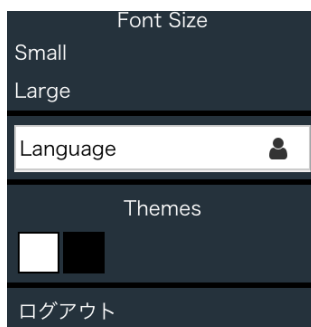 Font Size
Small
Large
Language
Themes
ログアウト